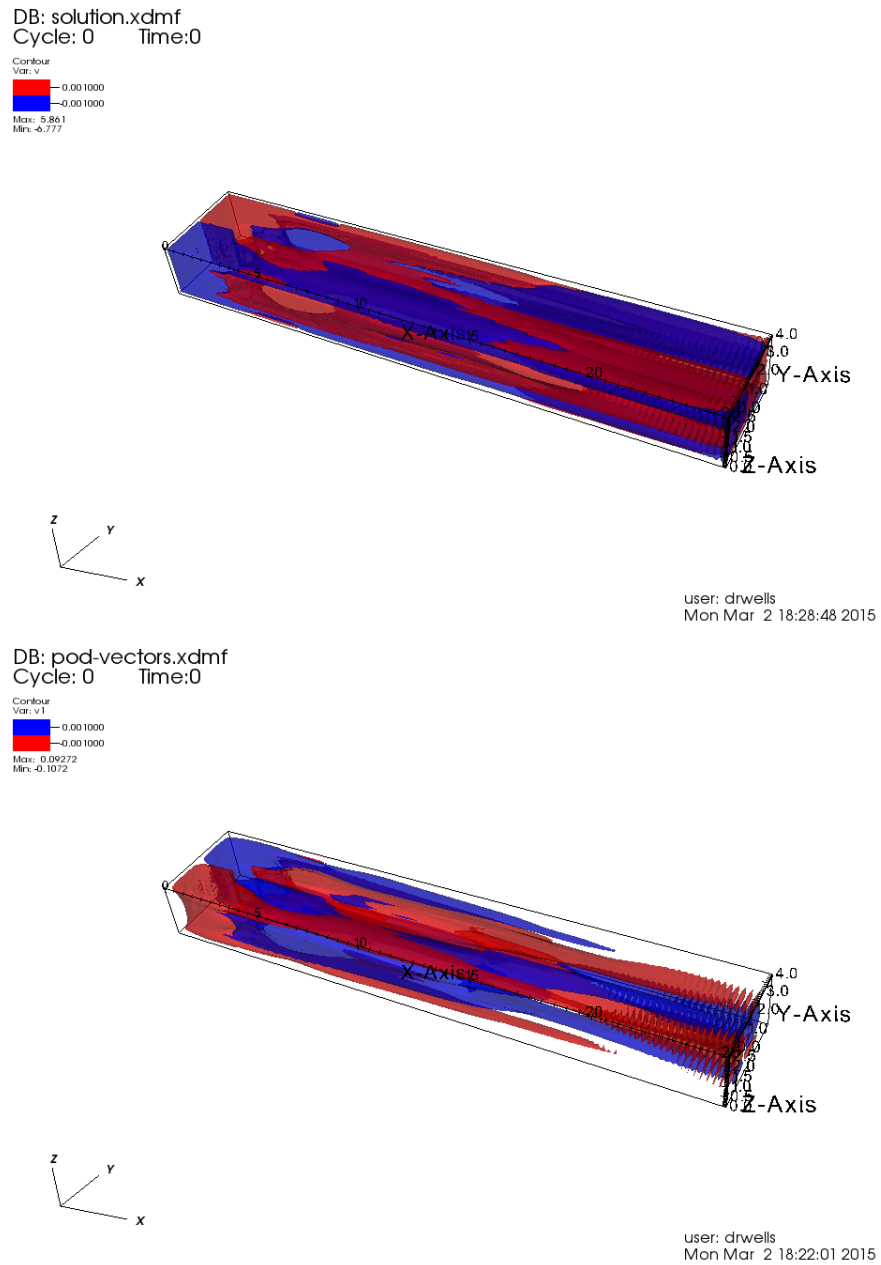 DB: solution.xdmf
Cycle: 0 Time:0
Contour
Var: v
0.001000
-0.001000
Max: 5.861
Min: -6.777
0
5
10
X-Axis
15
20
4.0
3.0
Y-Axis
Z-Axis
Z
Y
X
user: drwells
Mon Mar 2 18:28:48 2015
DB: pod-vectors.xdmf
Cycle: 0 Time:0
Contour
Var: v1
0.001000
-0.001000
Max: 0.09272
Min: -0.1072
0
5
10
X-Axis
15
20
4.0
3.0
2.0
Y-Axis
Z-Axis
Z
Y
X
user: drwells
Mon Mar 2 18:22:01 2015